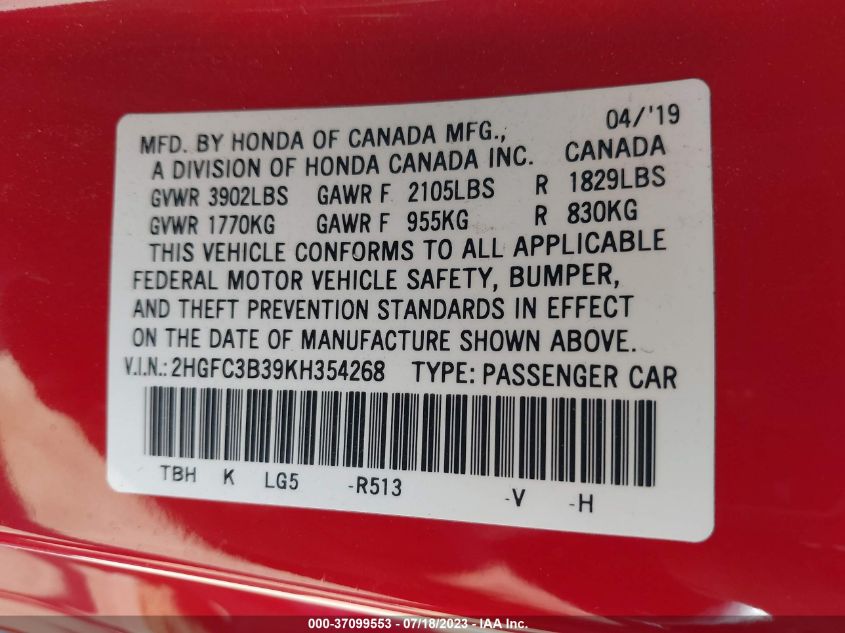 04/'19
MFD. BY HONDA OF CANADA MFG.,
A DIVISION OF HONDA CANADA INC. CANADA
GVWR 3902LBS GAWR F 2105LBS R 1829LBS
GVWR 1770KG GAWR F 955KG R 830KG
THIS VEHICLE CONFORMS TO ALL APPLICABLE
FEDERAL MOTOR VEHICLE SAFETY, BUMPER,
AND THEFT PREVENTION STANDARDS IN EFFECT
ON THE DATE OF MANUFACTURE SHOWN ABOVE.
V.I.N.: 2HGFC3B39KH354268 TYPE: PASSENGER CAR
TBH K LG5 -R513 -V -H
000-37099553 - 07/18/2023 - IAA Inc.